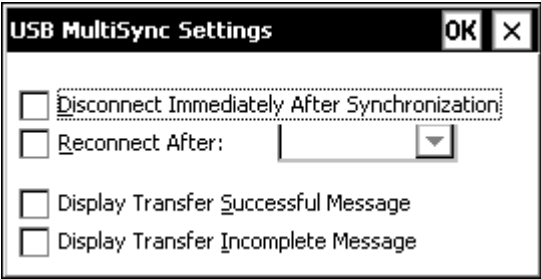 USB MultiSync Settings OK ×
Disconnect Immediately After Synchronization
Reconnect After:
Display Transfer Successful Message
Display Transfer Incomplete Message